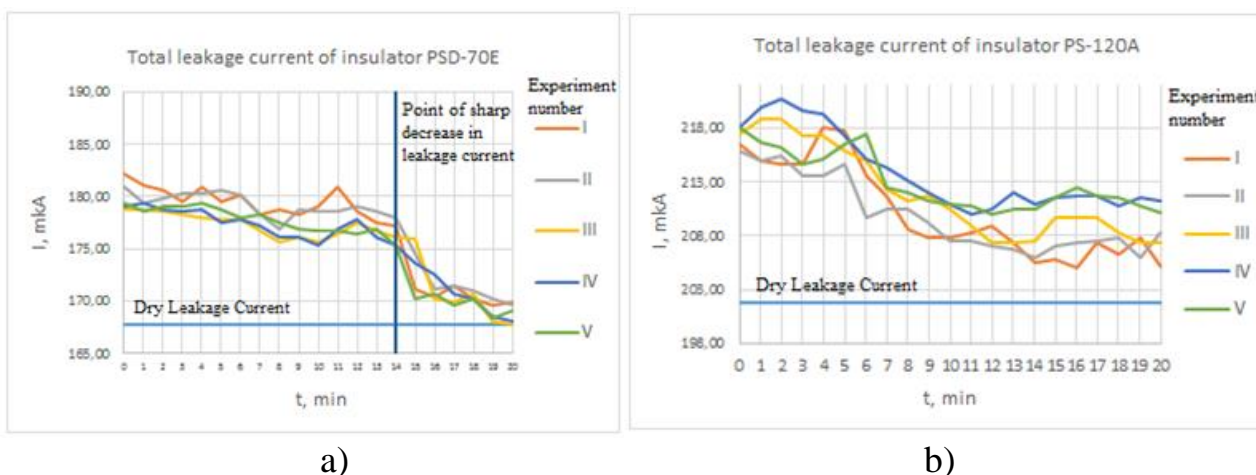 Total leakage current of insulator PSD-70E
Experiment
number
190,00
185,00
180,00
175,00
170,00
165,00
I, mkA
Point of sharp
decrease in
leakage current
Dry Leakage Current
I
II
III
IV
V
0 1 2 3 4 5 6 7 8 9 10 11 12 13 14 15 16 17 18 19 20
t, min
a)
Total leakage current of insulator PS-120A
Experiment
number
218,00
213,00
208,00
203,00
198,00
I, mkA
Dry Leakage Current
I
II
III
IV
V
0 1 2 3 4 5 6 7 8 9 10 11 12 13 14 15 16 17 18 19 20
t, min
b)